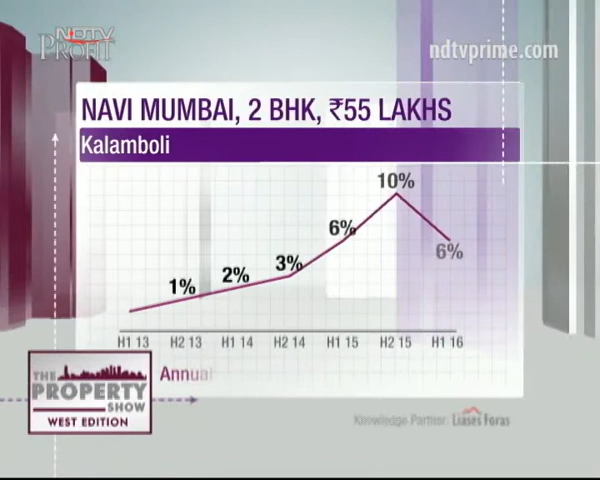 NDTV
PROFIT
ndtvprime.com
NAVI MUMBAI, 2 BHK, ₹55 LAKHS
Kalamboli
10%
6%
6%
3%
2%
1%
H1 13 H2 13 H1 14 H2 14 H1 15 H2 15 H1 16
Annual
THE
PROPERTY
SHOW
WEST EDITION
Knowledge Partner: Liases Foras